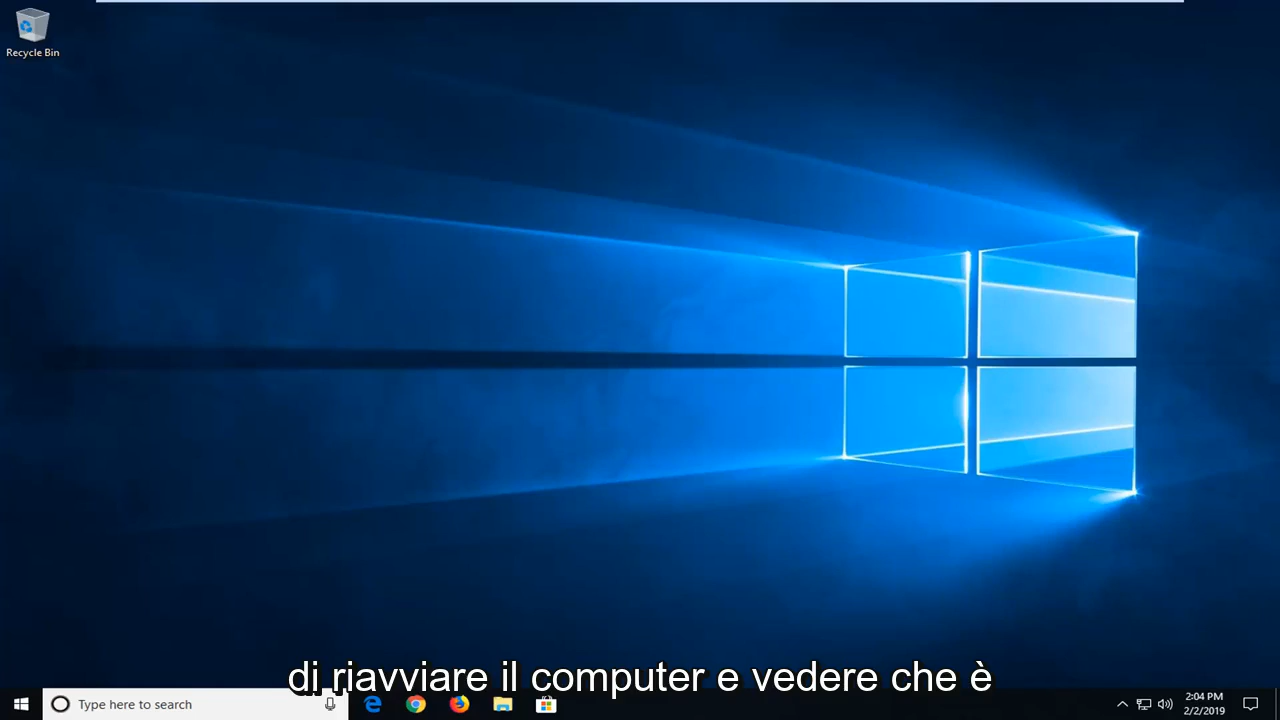 Recycle Bin
di riavviare il computer e vedere che è
Type here to search
2:04 PM
2/2/2019